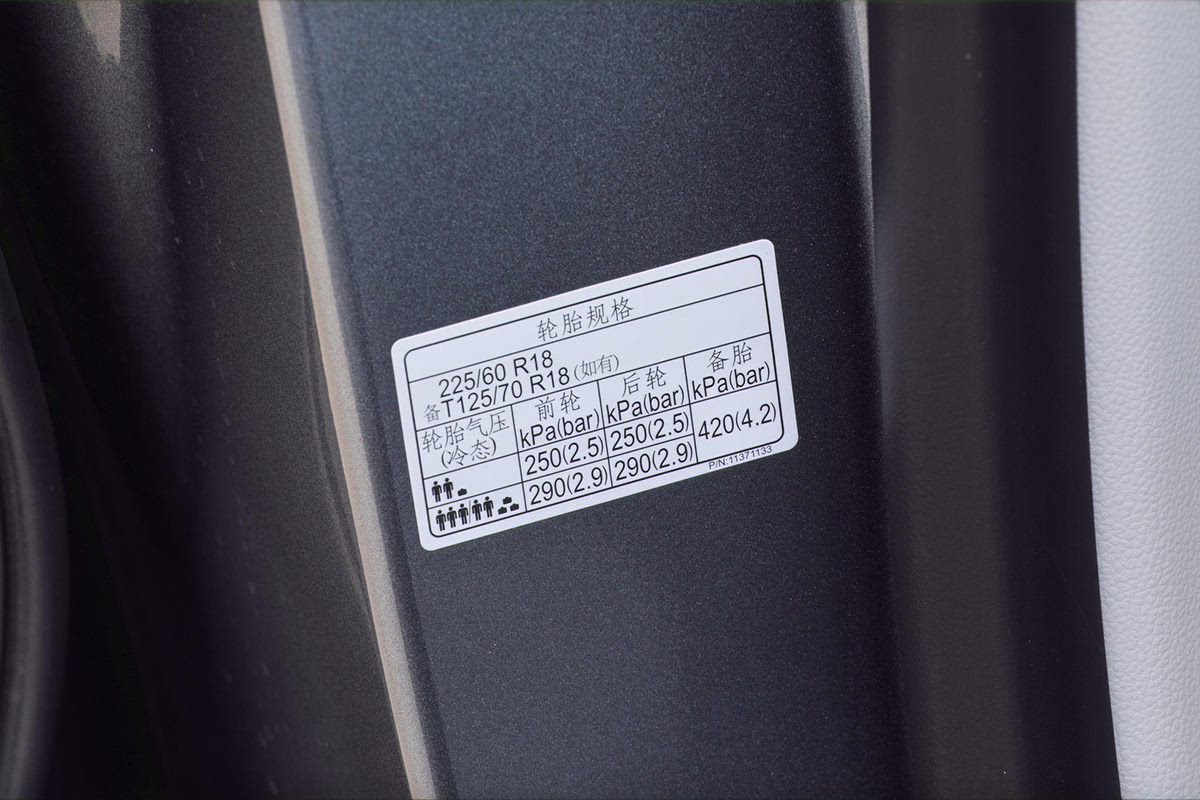 轮胎规格
225/60 R18
备T125/70 R18(如有)
轮胎气压(冷态) 前轮 kPa(bar) 后轮 kPa(bar) 备胎 kPa(bar)
250(2.5) 250(2.5) 420(4.2)
290(2.9) 290(2.9)
P/N:11371133